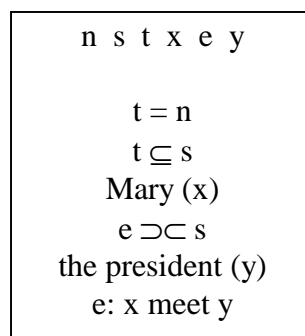 n s t x e y
t = n
t ⊆ s
Mary (x)
e ⊃⊂ s
the president (y)
e: x meet y